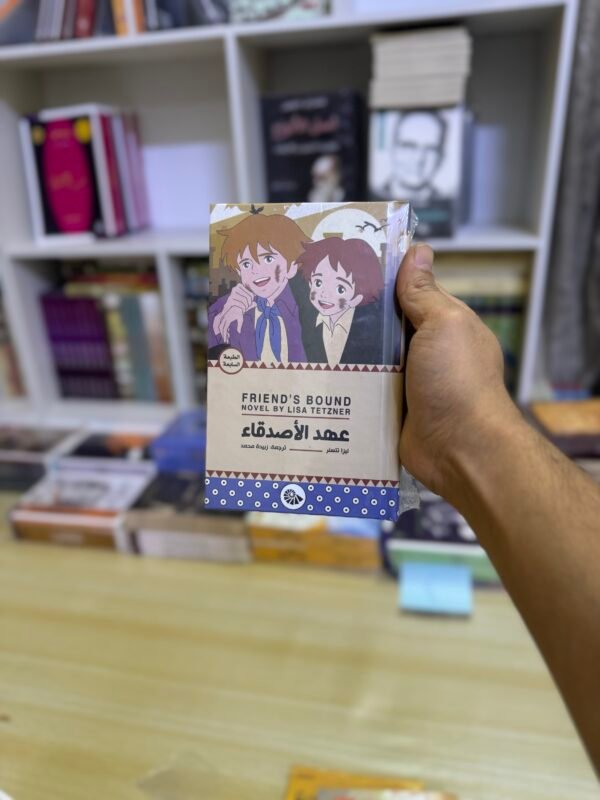 الطبعة
السابعة
FRIEND'S BOUND
NOVEL BY LISA TETZNER
عهد الأصدقاء
ليزا تتسنر ترجمة: زبيدة محمد